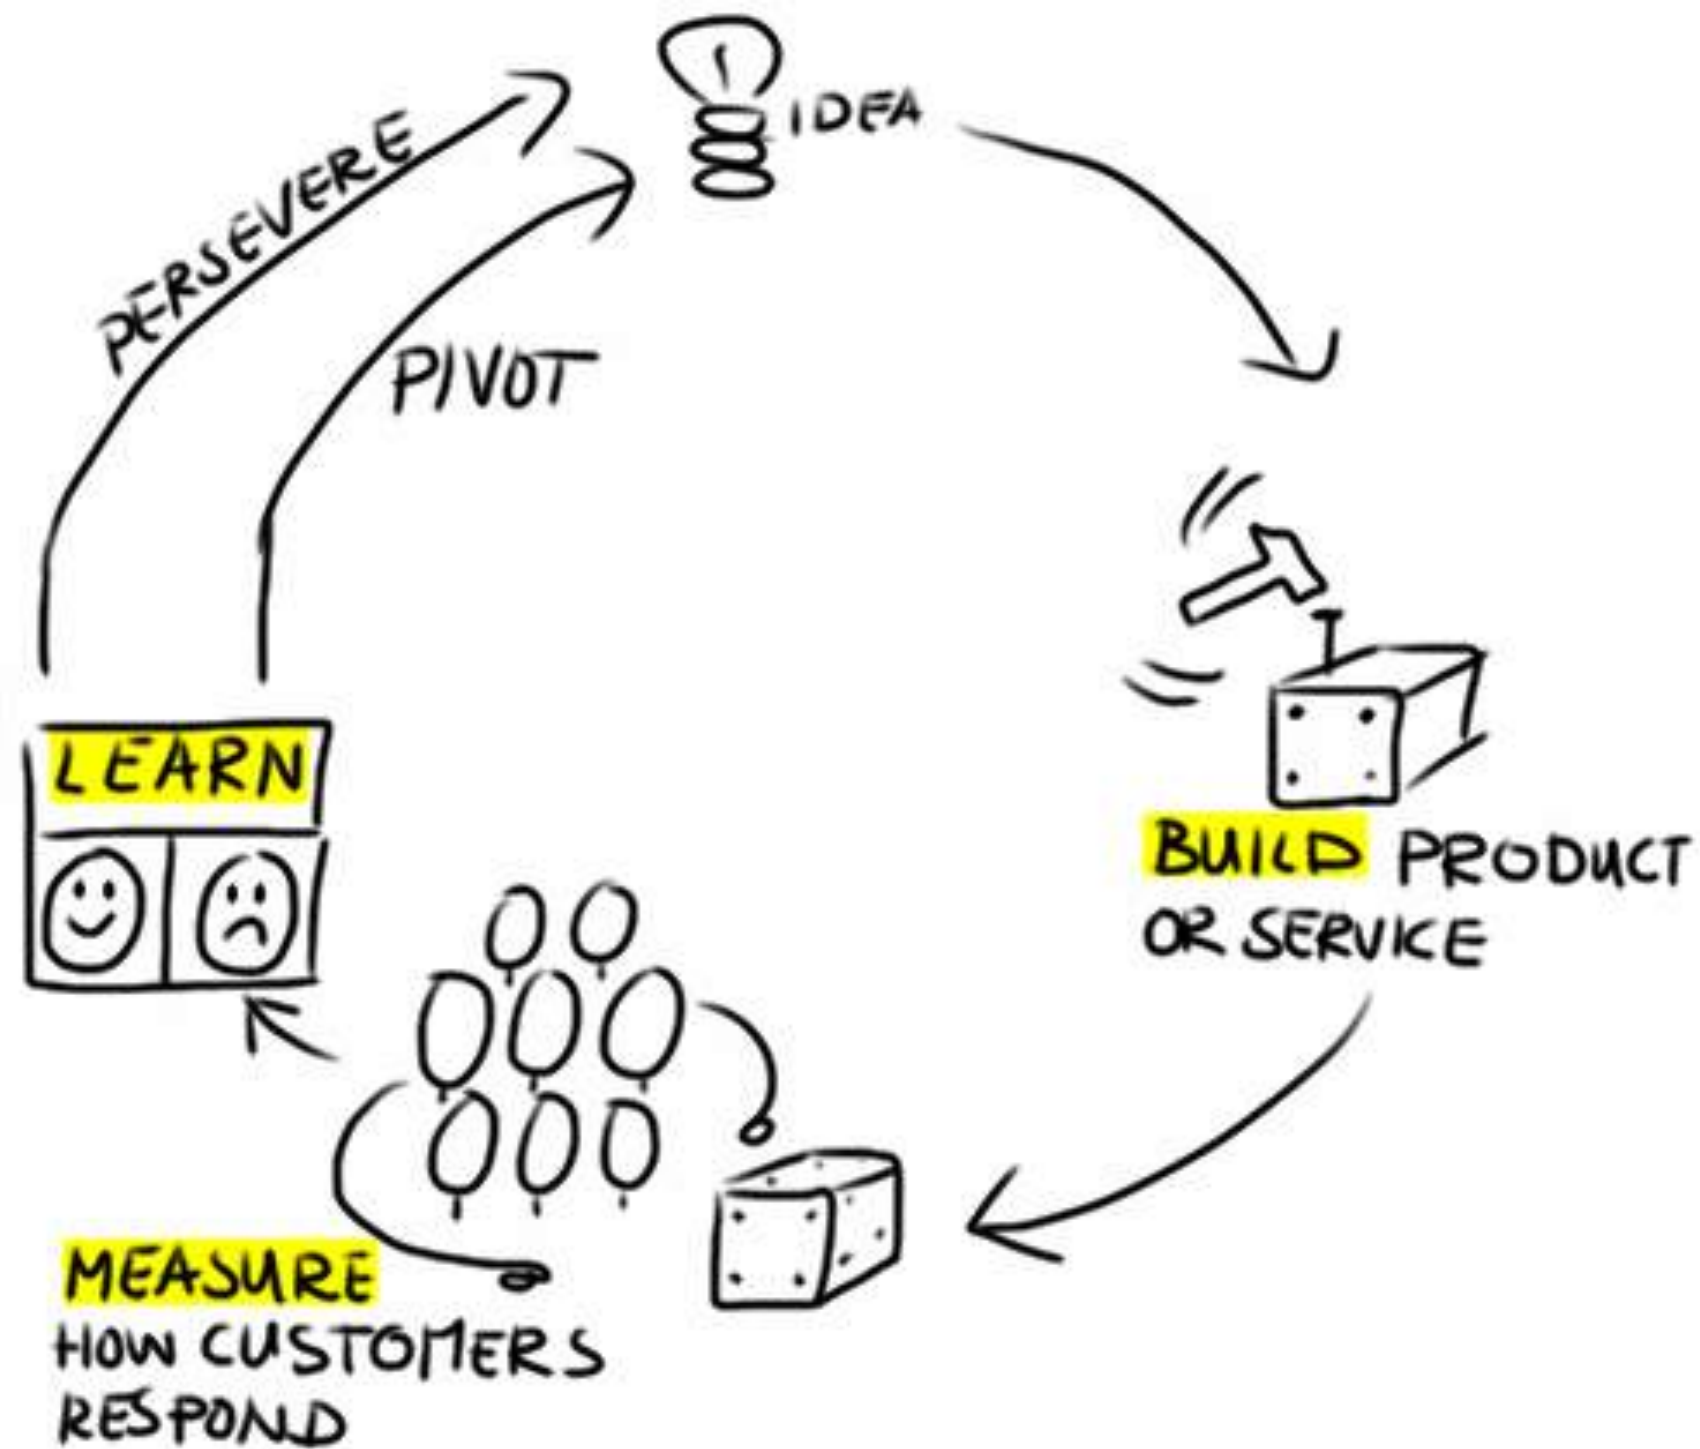 IDEA
PERSEVERE
PIVOT
LEARN
BUILD PRODUCT
OR SERVICE
MEASURE
HOW CUSTOMERS
RESPOND